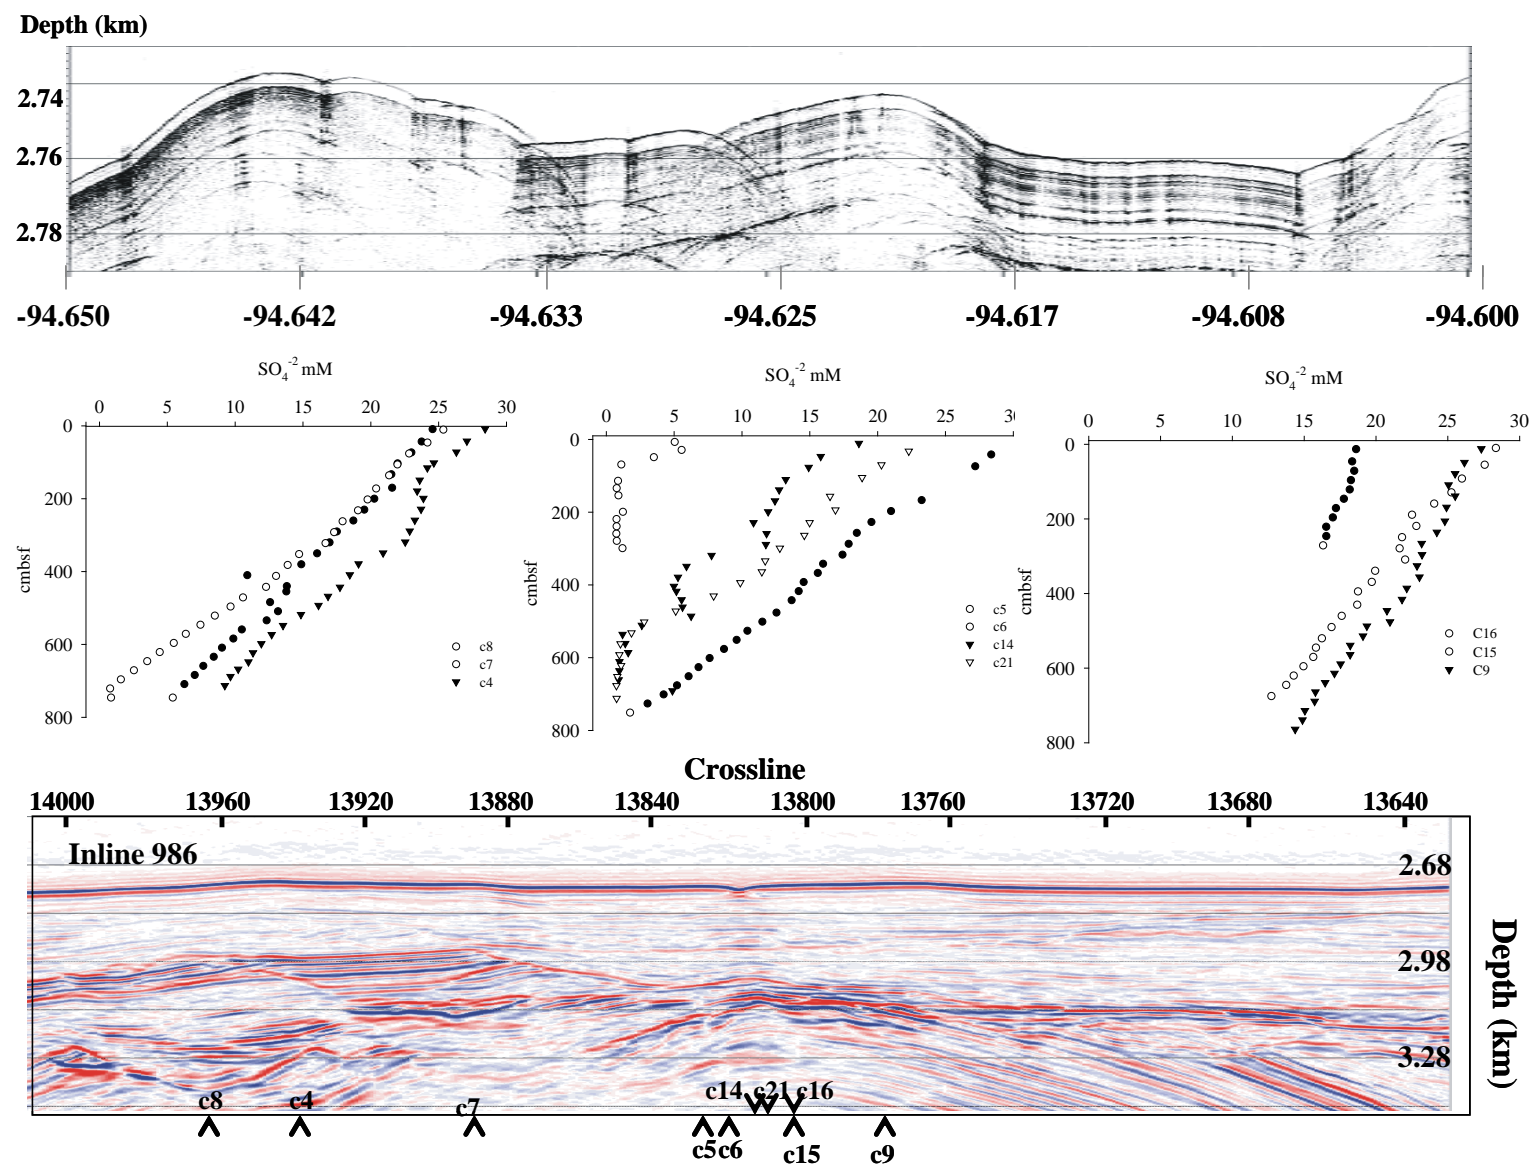 Depth (km)
2.74
2.76
2.78
-94.650 -94.642 -94.633 -94.625 -94.617 -94.608 -94.600
SO4-2 mM
0 5 10 15 20 25 30
0
200
400
600
800
cmbsf
c8
c7
c4
SO4-2 mM
0 5 10 15 20 25 3
0
200
400
600
800
cmbsf
c5
c6
c14
c21
SO4-2 mM
0 5 10 15 20 25 30
0
200
400
600
800
cmbsf
C16
C15
C9
Crossline
14000 13960 13920 13880 13840 13800 13760 13720 13680 13640
Inline 986
2.68
2.98
3.28
Depth (km)
c8 c4 c7 c14 c21 c16
c5 c6 c15 c9